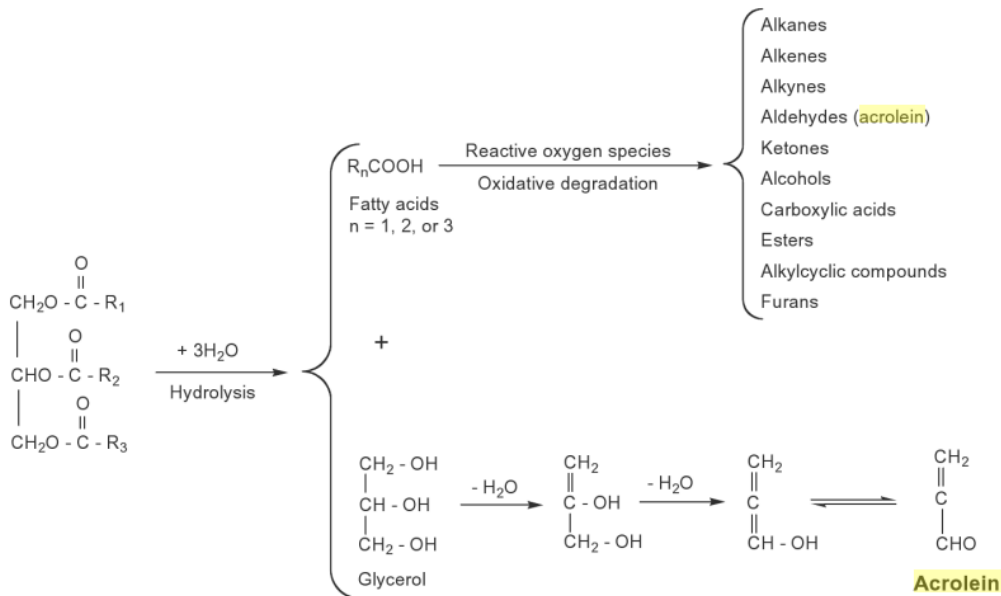 Alkanes
Alkenes
Alkynes
Aldehydes (acrolein)
Ketones
Alcohols
Carboxylic acids
Esters
Alkylcyclic compounds
Furans
RnCOOH
Reactive oxygen species
Oxidative degradation
Fatty acids
n = 1, 2, or 3
O
CH2O - C - R1
O
CHO - C - R2
O
CH2O - C - R3
+ 3H2O
Hydrolysis
+
CH2 - OH
CH - OH
CH2 - OH
Glycerol
- H2O
CH2
C - OH
CH2 - OH
- H2O
CH2
C
CH - OH
CH2
C
CHO
Acrolein